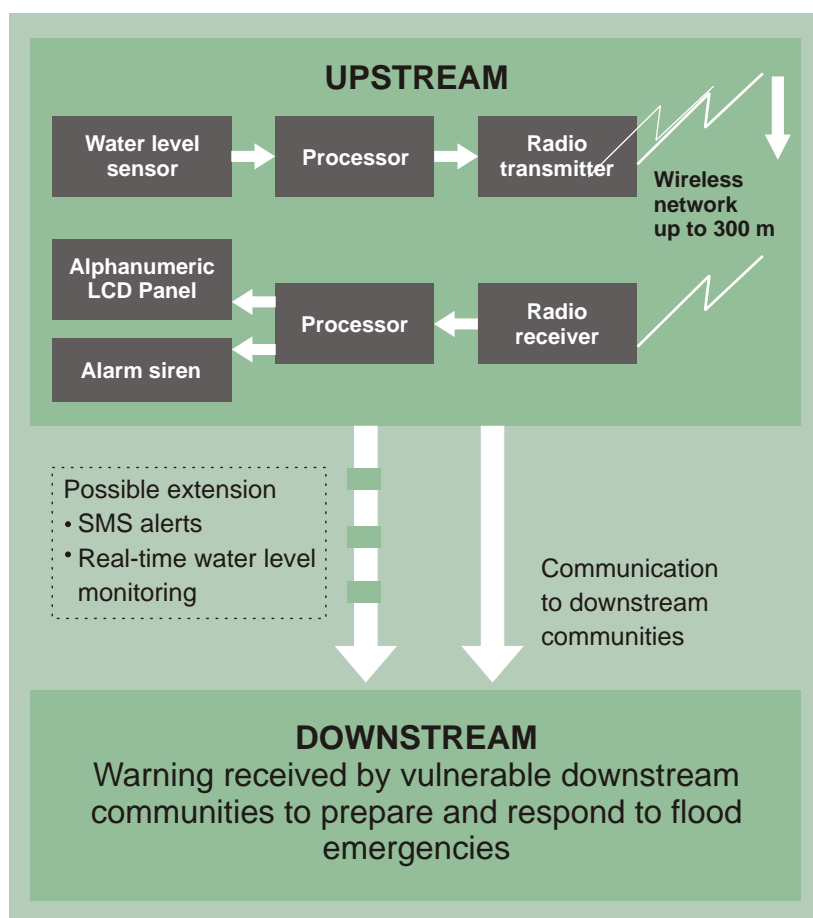 UPSTREAM
Water level
sensor
Processor
Radio
transmitter
Wireless
network
up to 300 m
Alphanumeric
LCD Panel
Alarm siren
Processor
Radio
receiver
Possible extension
• SMS alerts
• Real-time water level
monitoring
Communication
to downstream
communities
DOWNSTREAM
Warning received by vulnerable downstream
communities to prepare and respond to flood
emergencies